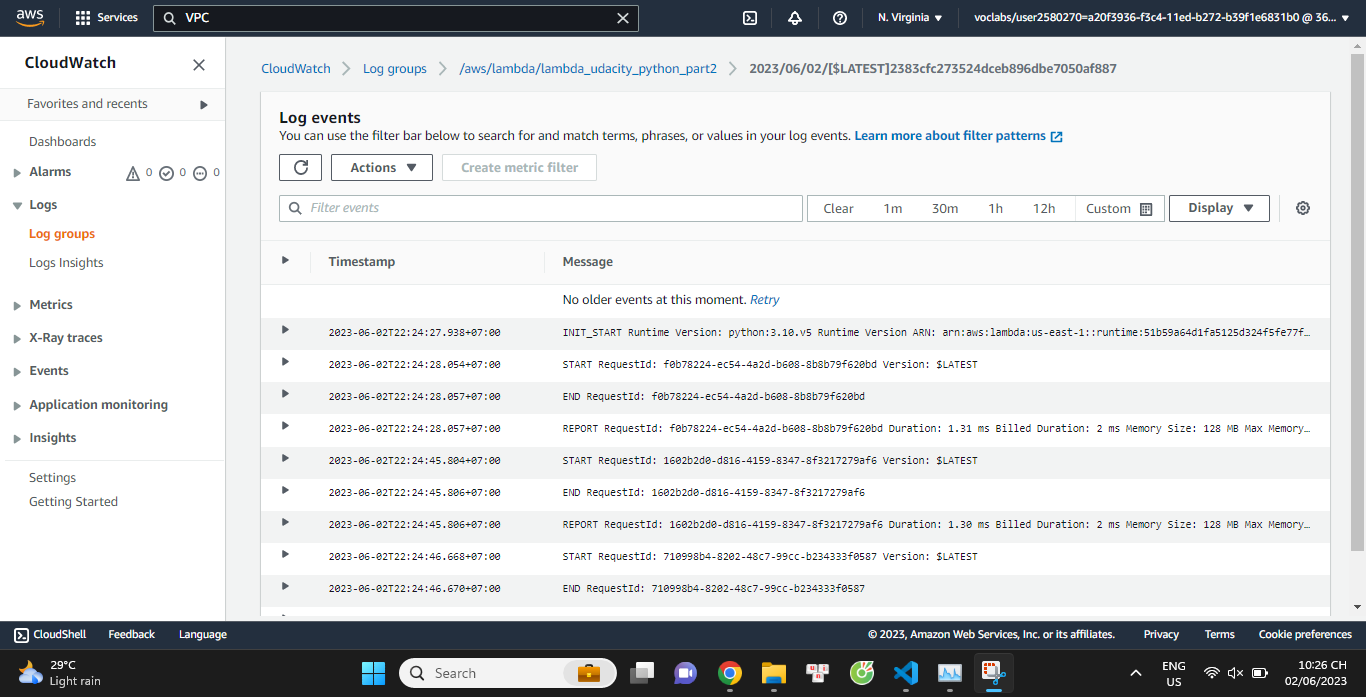 aws Services VPC N. Virginia voclabs/user2580270=a20f3936-f3c4-11ed-b272-b39f1e6831b0 @ 36...
CloudWatch
Favorites and recents
Dashboards
Alarms 0 0 0
Logs
Log groups
Logs Insights
Metrics
X-Ray traces
Events
Application monitoring
Insights
Settings
Getting Started
CloudWatch Log groups /aws/lambda/lambda_udacity_python_part2 2023/06/02/[$LATEST]2383cfc273524dceb896dbe7050af887
Log events
You can use the filter bar below to search for and match terms, phrases, or values in your log events. Learn more about filter patterns
Actions Create metric filter
Filter events Clear 1m 30m 1h 12h Custom Display
Timestamp Message
No older events at this moment. Retry
2023-06-02T22:24:27.938+07:00 INIT_START Runtime Version: python:3.10.v5 Runtime Version ARN: arn:aws:lambda:us-east-1::runtime:51b59a64d1fa5125d324f5fe77f…
2023-06-02T22:24:28.054+07:00 START RequestId: f0b78224-ec54-4a2d-b608-8b8b79f620bd Version: $LATEST
2023-06-02T22:24:28.057+07:00 END RequestId: f0b78224-ec54-4a2d-b608-8b8b79f620bd
2023-06-02T22:24:28.057+07:00 REPORT RequestId: f0b78224-ec54-4a2d-b608-8b8b79f620bd Duration: 1.31 ms Billed Duration: 2 ms Memory Size: 128 MB Max Memory…
2023-06-02T22:24:45.804+07:00 START RequestId: 1602b2d0-d816-4159-8347-8f3217279af6 Version: $LATEST
2023-06-02T22:24:45.806+07:00 END RequestId: 1602b2d0-d816-4159-8347-8f3217279af6
2023-06-02T22:24:45.806+07:00 REPORT RequestId: 1602b2d0-d816-4159-8347-8f3217279af6 Duration: 1.30 ms Billed Duration: 2 ms Memory Size: 128 MB Max Memory…
2023-06-02T22:24:46.668+07:00 START RequestId: 710998b4-8202-48c7-99cc-b234333f0587 Version: $LATEST
2023-06-02T22:24:46.670+07:00 END RequestId: 710998b4-8202-48c7-99cc-b234333f0587
CloudShell Feedback Language © 2023, Amazon Web Services, Inc. or its affiliates. Privacy Terms Cookie preferences
29°C
Light rain
Search
ENG
US
10:26 CH
02/06/2023